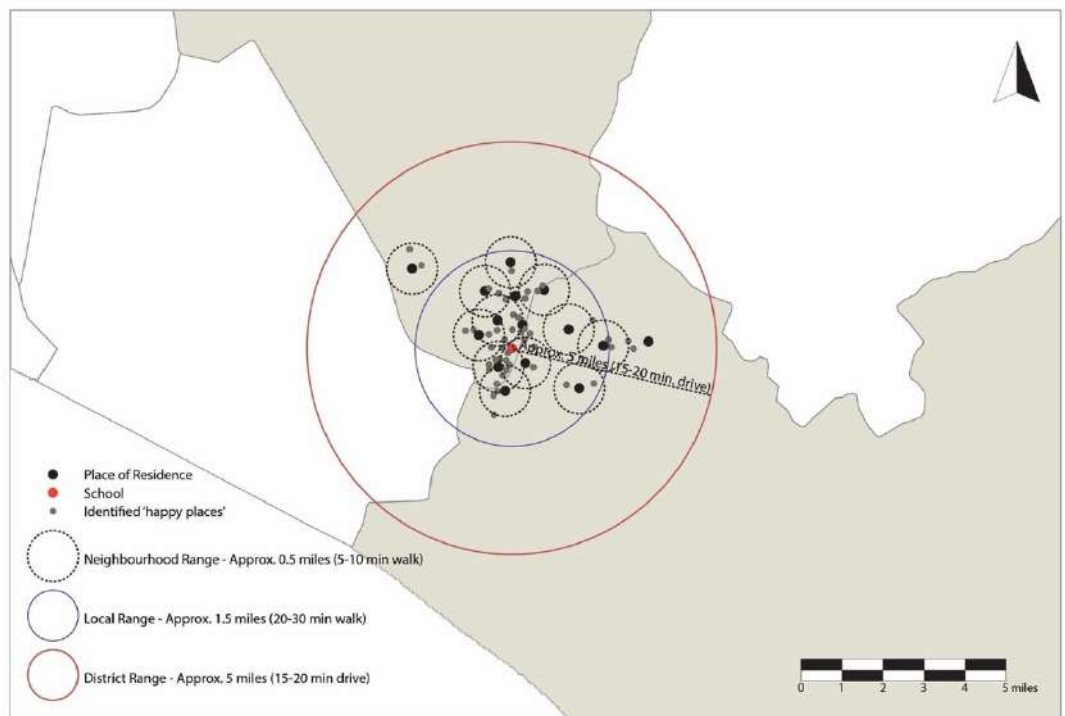 Approx. 5 miles (15-20 min. drive)
Place of Residence
School
Identified 'happy places'
Neighbourhood Range - Approx. 0.5 miles (5-10 min walk)
Local Range - Approx. 1.5 miles (20-30 min walk)
District Range - Approx. 5 miles (15-20 min drive)
0 1 2 3 4 5 miles